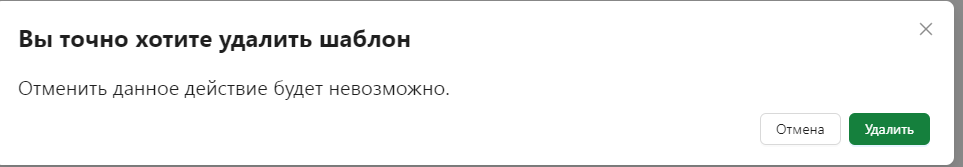 Вы точно хотите удалить шаблон
Отменить данное действие будет невозможно.
Отмена
Удалить